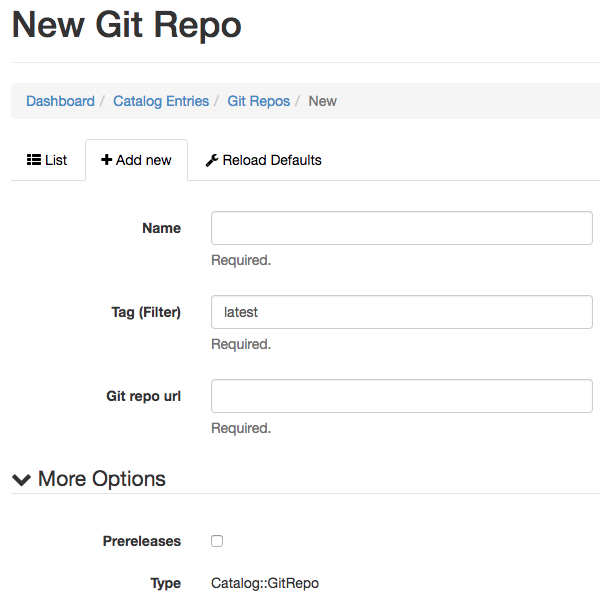 New Git Repo
Dashboard / Catalog Entries / Git Repos / New
List Add new Reload Defaults
Name
Required.
Tag (Filter) latest
Required.
Git repo url
Required.
More Options
Prereleases
Type Catalog::GitRepo